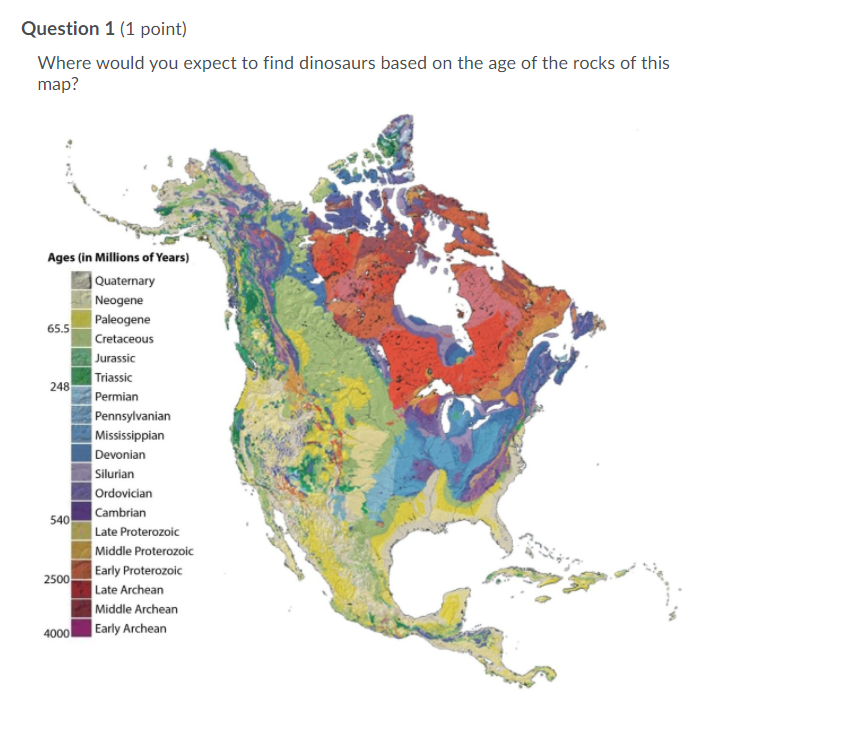 Question 1 (1 point)
Where would you expect to find dinosaurs based on the age of the rocks of this
map?
Ages (in Millions of Years)
Quaternary
Neogene
Paleogene
65.5
Cretaceous
Jurassic
Triassic
248
Permian
Pennsylvanian
Mississippian
Devonian
Silurian
Ordovician
Cambrian
540
Late Proterozoic
Middle Proterozoic
Early Proterozoic
2500
Late Archean
Middle Archean
4000
Early Archean